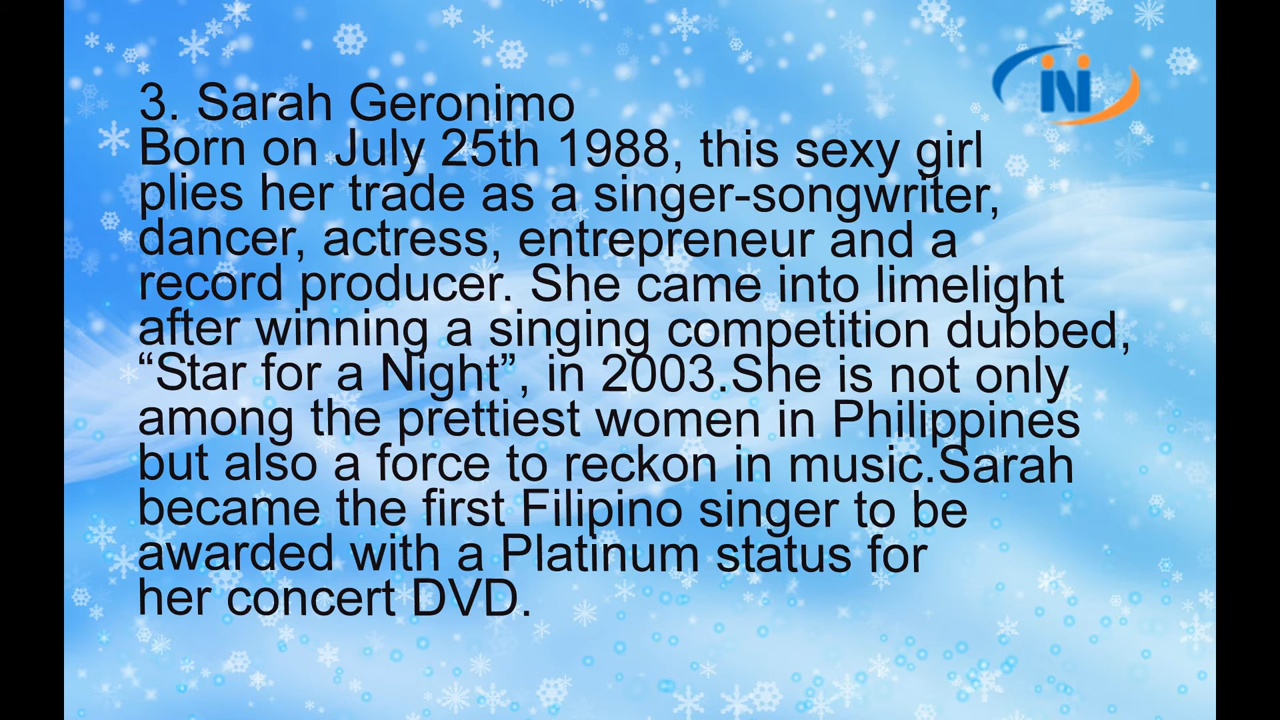 iNi
3. Sarah Geronimo
Born on July 25th 1988, this sexy girl
plies her trade as a singer-songwriter,
dancer, actress, entrepreneur and a
record producer. She came into limelight
after winning a singing competition dubbed,
“Star for a Night”, in 2003.She is not only
among the prettiest women in Philippines
but also a force to reckon in music.Sarah
became the first Filipino singer to be
awarded with a Platinum status for
her concert DVD.